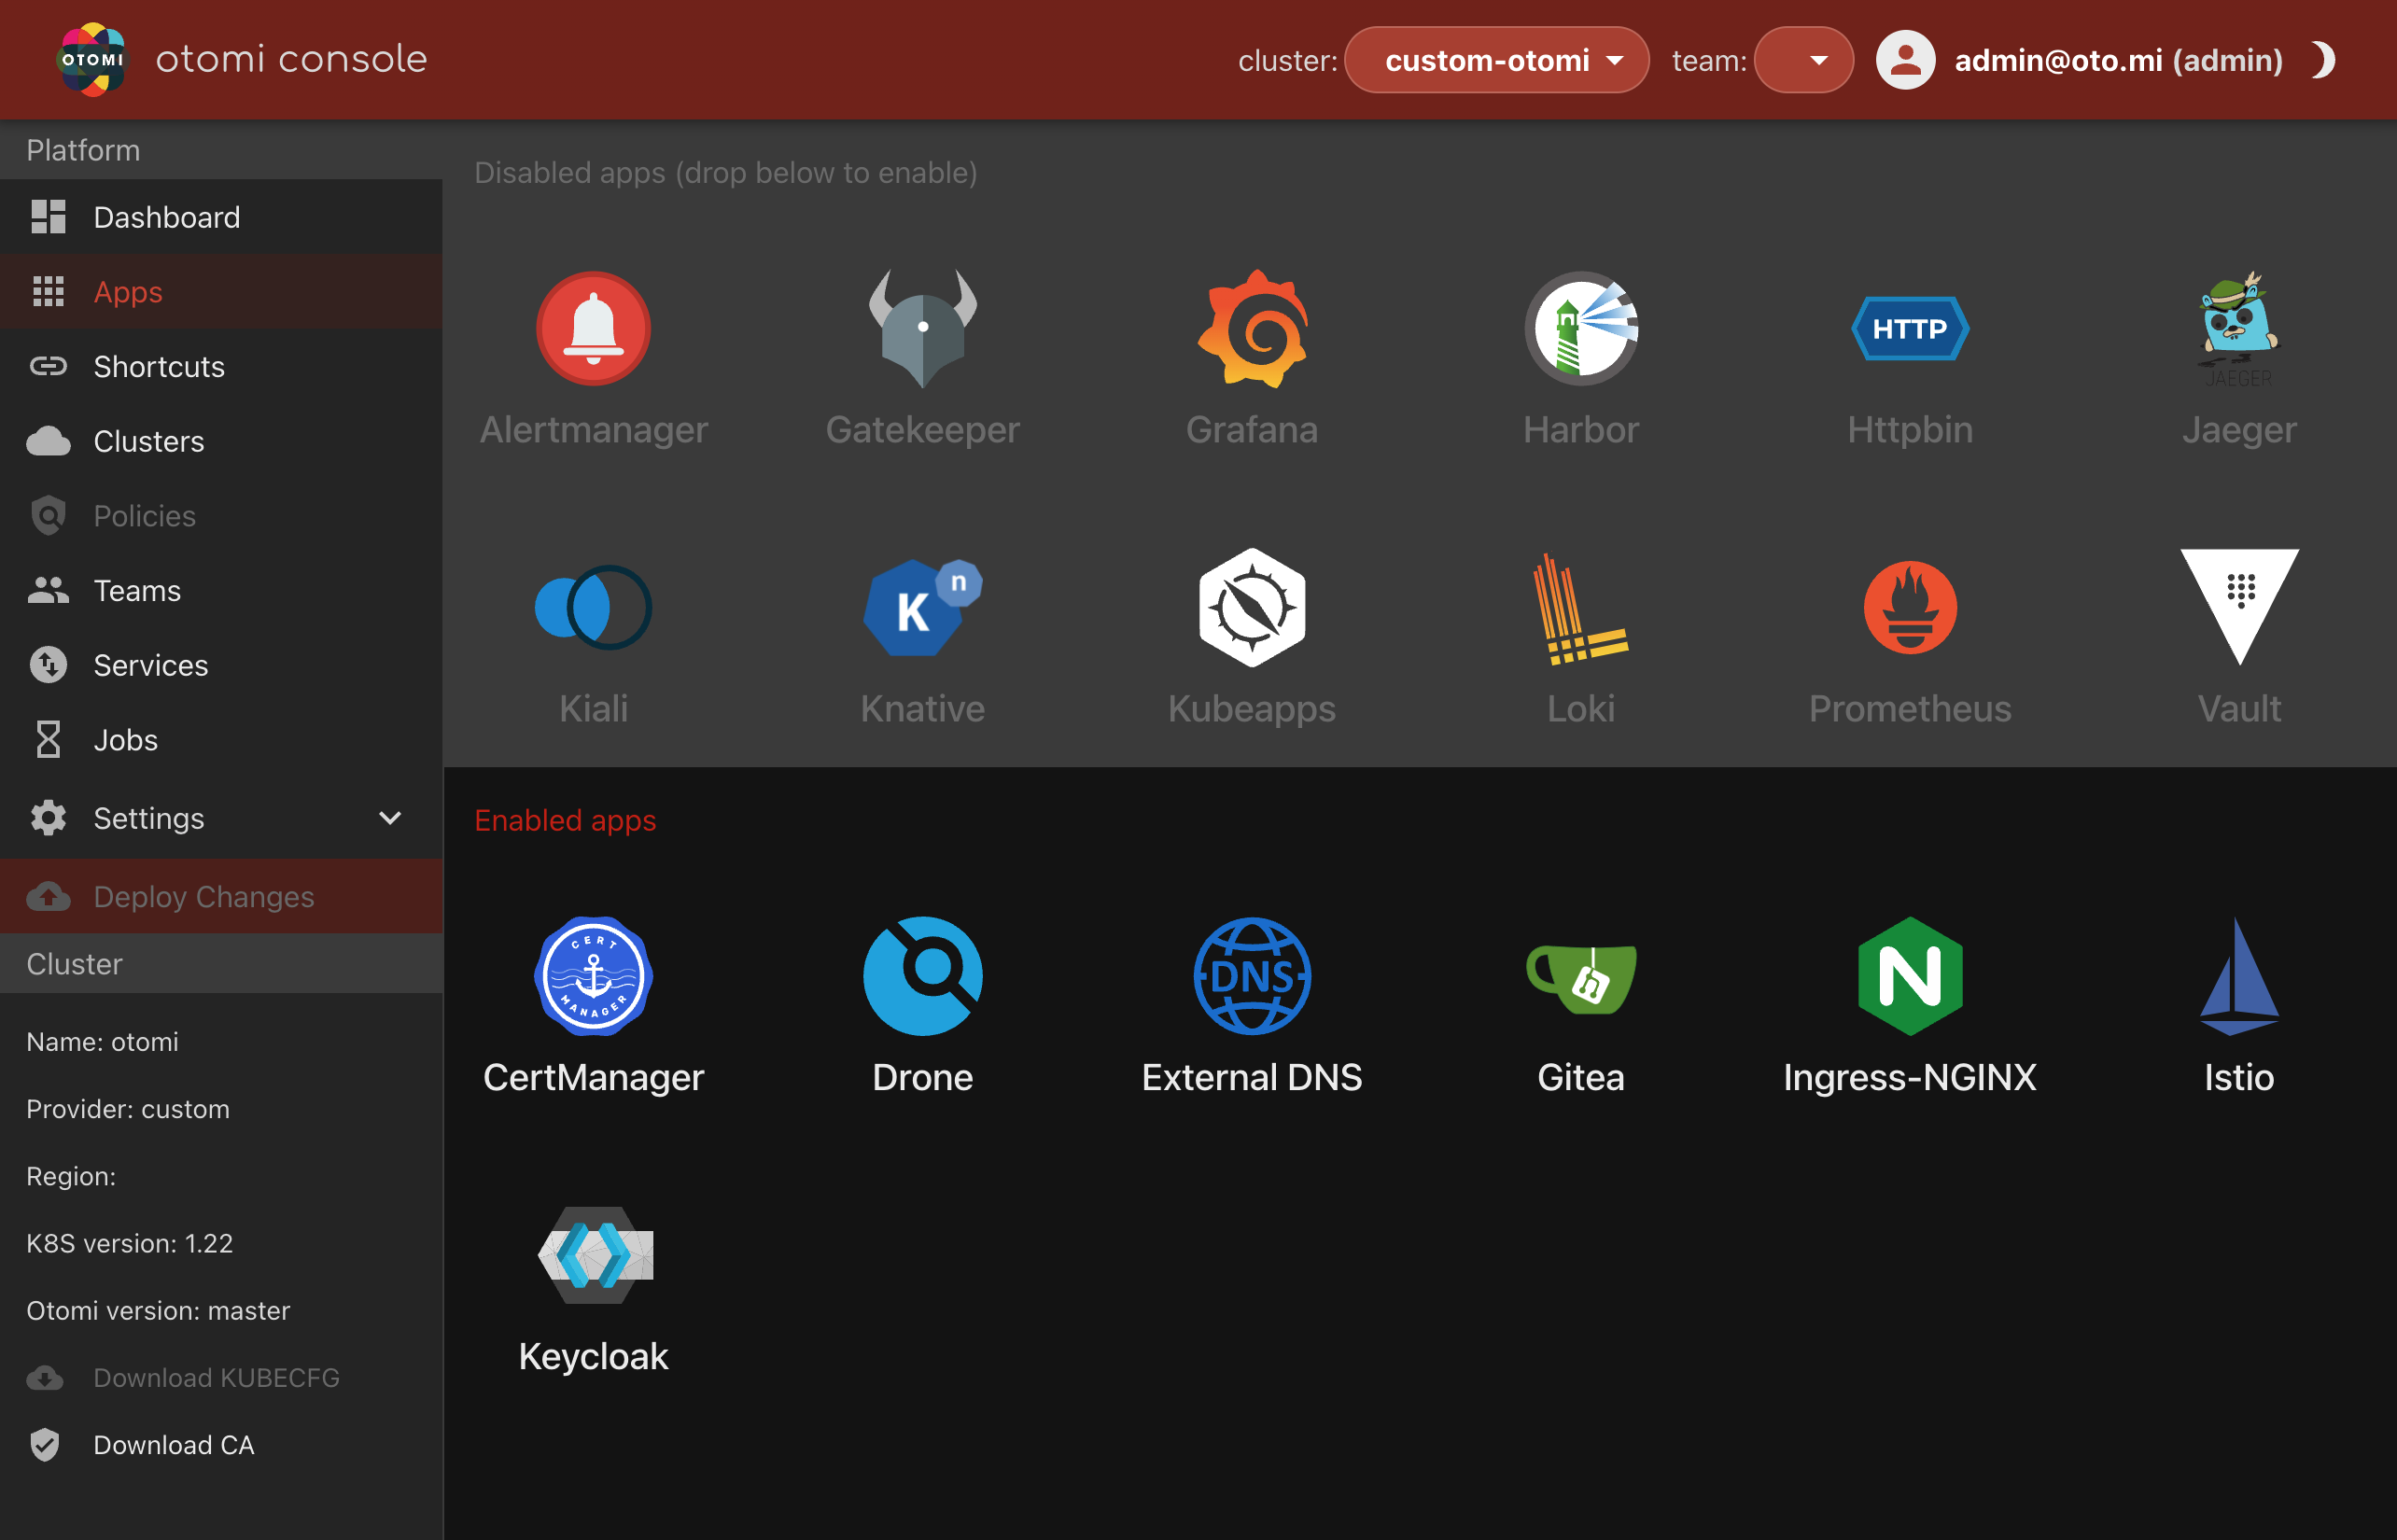 OTOMI
otomi console
cluster: custom-otomi team: admin@oto.mi (admin)
Platform
Dashboard
Apps
Shortcuts
Clusters
Policies
Teams
Services
Jobs
Settings
Deploy Changes
Cluster
Name: otomi
Provider: custom
Region:
K8S version: 1.22
Otomi version: master
Download KUBECFG
Download CA
Disabled apps (drop below to enable)
HTTP
JAEGER
Alertmanager Gatekeeper Grafana Harbor Httpbin Jaeger
K n
Kiali Knative Kubeapps Loki Prometheus Vault
Enabled apps
CERT MANAGER
DNS
N
CertManager Drone External DNS Gitea Ingress-NGINX Istio
Keycloak